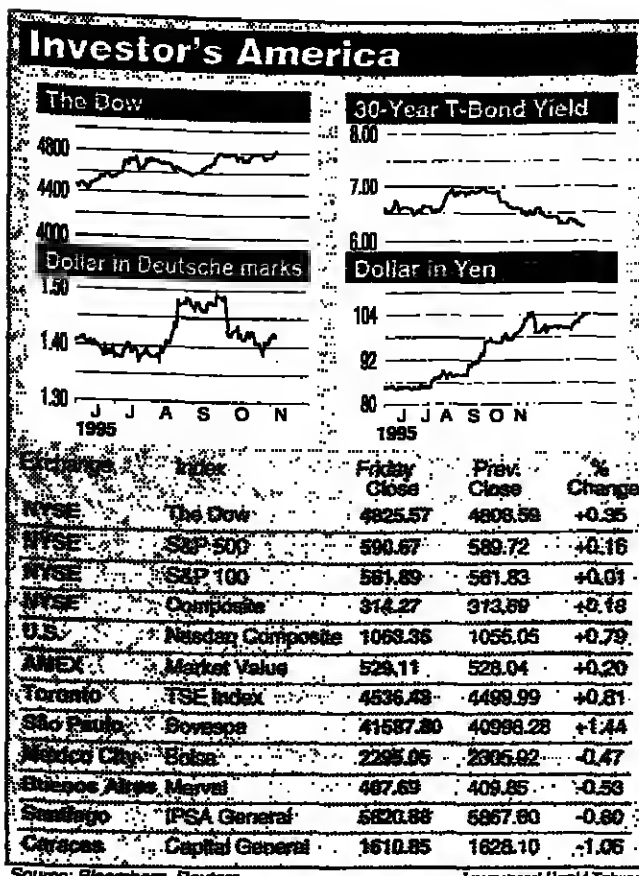 Investor's America
The Dow
4800
4400
4000
30-Year T-Bond Yield
8.00
7.00
6.00
Dollar in Deutsche marks
1.50
1.40
1.30
J J A S O N
1995
Dollar in Yen
104
92
80
J J A S O N
1995
Exchange Index Friday Close Prev. Close % Change
NYSE The Dow 4825.57 4808.59 +0.35
NYSE S&P 500 590.67 589.72 +0.16
NYSE S&P 100 561.89 561.83 +0.01
NYSE Composite 314.27 313.69 +0.18
U.S. Nasdaq Composite 1063.36 1055.05 +0.79
AMEX Market Value 529.11 528.04 +0.20
Toronto TSE Index 4536.43 4499.99 +0.81
São Paulo Bovespa 41587.80 40998.28 +1.44
Mexico City Bolsa 2295.05 2305.92 -0.47
Buenos Aires Merval 407.69 409.85 -0.53
Santiago IPSA General 5820.88 5867.60 -0.80
Caracas Capital General 1610.85 1628.10 -1.06
Source: Bloomberg, Reuters